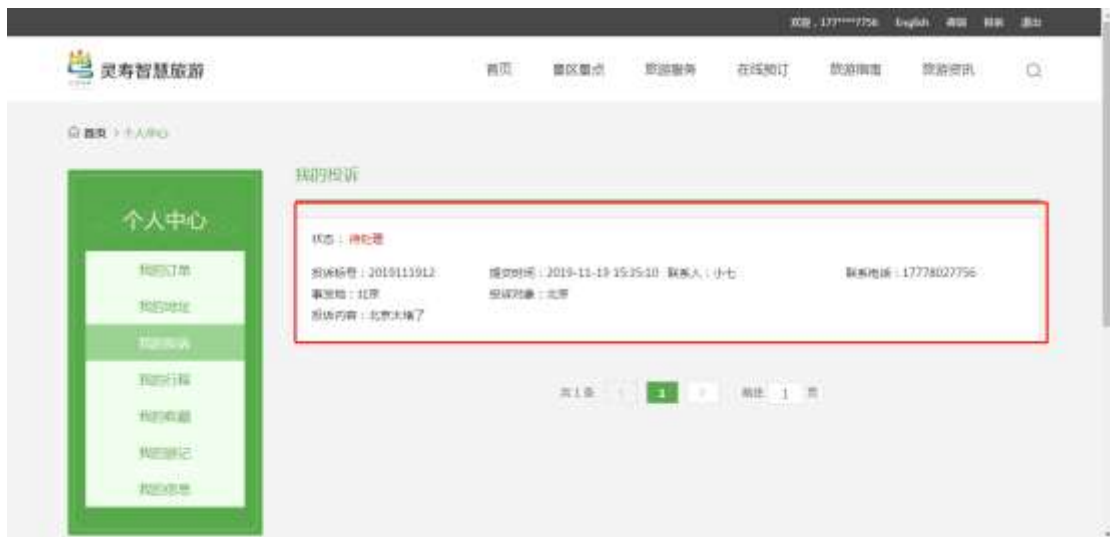 欢迎，177****7756 English 退出
灵寿智慧旅游
首页 景区景点 旅游服务 在线预订 旅游指南 旅游资讯
首页 > 个人中心
我的投诉
个人中心
我的订单
我的地址
我的投诉
我的行程
我的收藏
我的游记
我的信息
状态：待处理
投诉编号：2019111912 提交时间：2019-11-19 15:35:10 联系人：小七 联系电话：17778027756
事发地：北京 投诉对象：北京
投诉内容：北京太堵了
共 1 条 < 1 > 前往 1 页